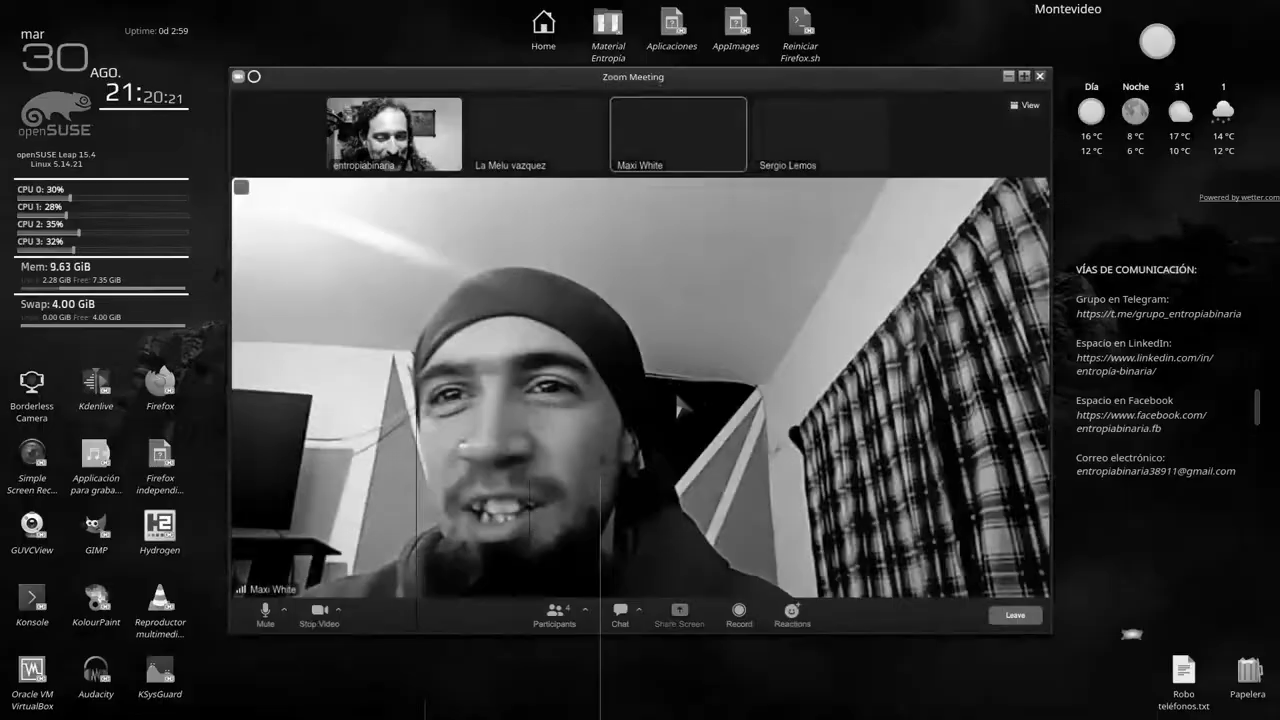 mar
30
AGO.
21:20:21
Uptime: 0d 2:59
openSUSE
openSUSE Leap 15.4
Linux 5.14.21
CPU 0: 30%
CPU 1: 28%
CPU 2: 35%
CPU 3: 32%
Mem: 9.63 GiB
2.28 GiB Free: 7.35 GiB
Swap: 4.00 GiB
0.00 GiB Free: 4.00 GiB
Borderless
Camera
Kdenlive
Firefox
Simple
Screen Rec...
Aplicación
para graba...
Firefox
independi...
GUVCView
GIMP
Hydrogen
Konsole
KolourPaint
Reproductor
multimedi...
Oracle VM
VirtualBox
Audacity
KSysGuard
Home
Material
Entropia
Aplicaciones
AppImages
Reiniciar
Firefox.sh
Zoom Meeting
View
entropiabinaria
La Melu vazquez
Maxi White
Sergio Lemos
Maxi White
Mute
Stop Video
4
Participants
Chat
Share Screen
Record
Reactions
Leave
Montevideo
Día
Noche
31
1
16 °C
8 °C
17 °C
14 °C
12 °C
6 °C
10 °C
12 °C
Powered by wetter.com
VÍAS DE COMUNICACIÓN:
Grupo en Telegram:
https://t.me/grupo_entropiabinaria
Espacio en LinkedIn:
https://www.linkedin.com/in/
entropía-binaria/
Espacio en Facebook
https://www.facebook.com/
entropiabinaria.fb
Correo electrónico:
entropiabinaria38911@gmail.com
Robo
teléfonos.txt
Papelera